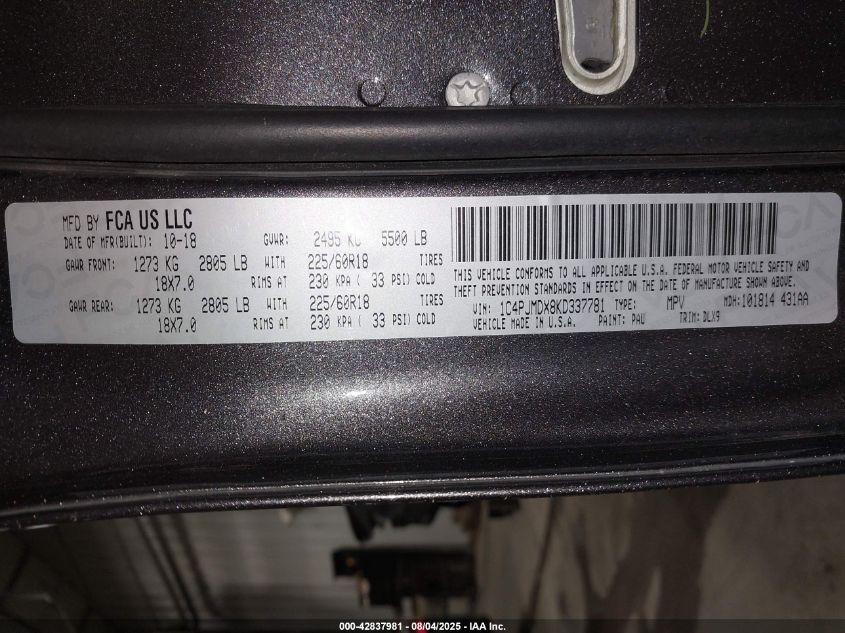 MFD BY FCA US LLC
DATE OF MFR(BUILT): 10-18 GVWR: 2495 KG 5500 LB
GAWR FRONT: 1273 KG 2805 LB WITH 225/60R18 TIRES
18X7.0 RIMS AT 230 KPA ( 33 PSI) COLD
GAWR REAR: 1273 KG 2805 LB WITH 225/60R18 TIRES
18X7.0 RIMS AT 230 KPA ( 33 PSI) COLD
THIS VEHICLE CONFORMS TO ALL APPLICABLE U.S.A. FEDERAL MOTOR VEHICLE SAFETY AND
THEFT PREVENTION STANDARDS IN EFFECT ON THE DATE OF MANUFACTURE SHOWN ABOVE.
VIN: 1C4PJMDX8KD337781 TYPE: MPV MDH: 101814 431AA
VEHICLE MADE IN U.S.A. PAINT: PAU TRIM: DLX9
000-42837981 - 08/04/2025 - IAA Inc.